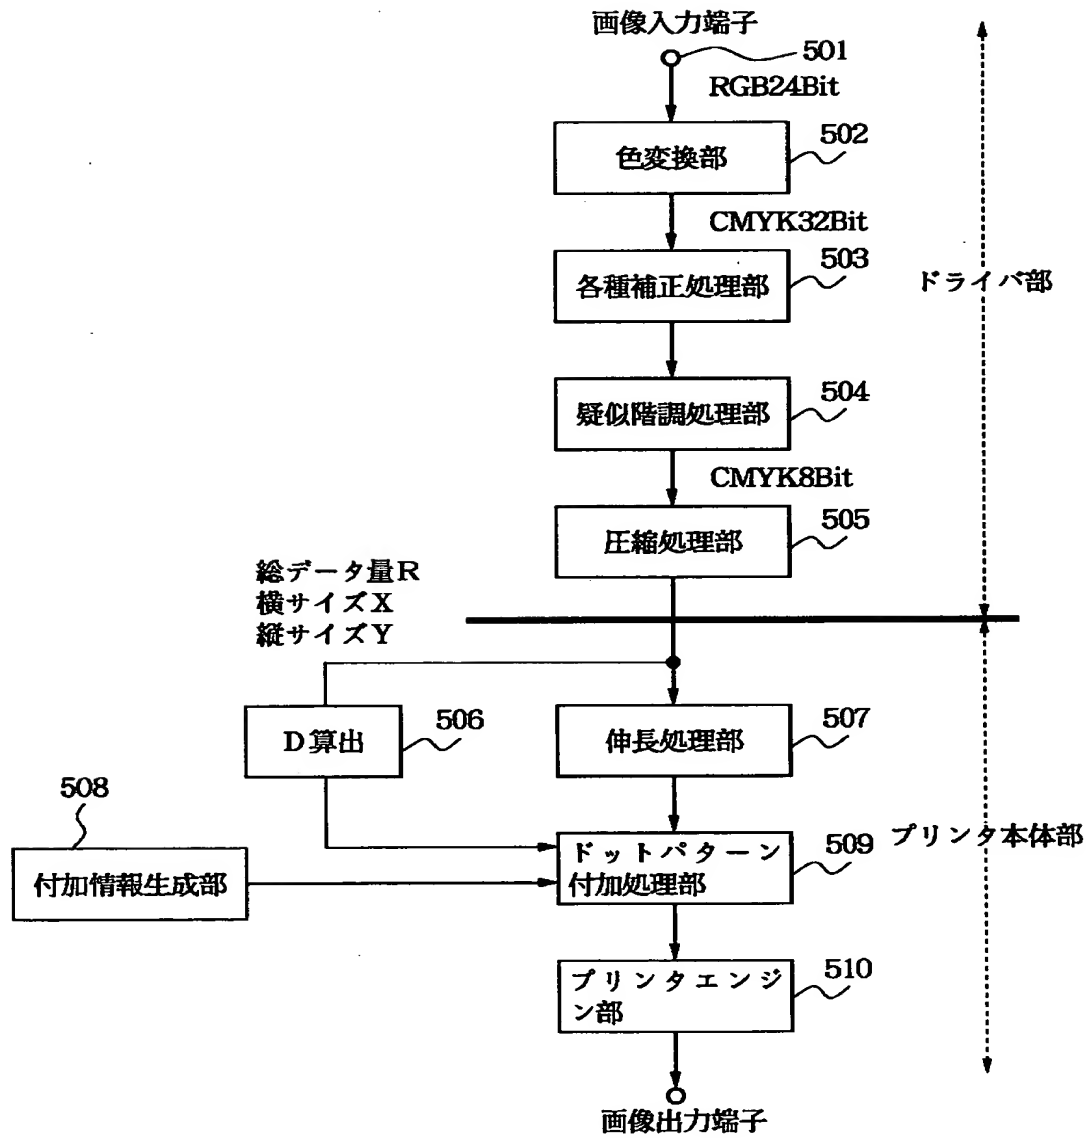 画像入力端子
501
RGB24Bit
502
色変換部
CMYK32Bit
503
各種補正処理部
ドライバ部
504
疑似階調処理部
CMYK8Bit
505
圧縮処理部
総データ量R
横サイズX
縦サイズY
506
D算出
507
伸長処理部
508
付加情報生成部
509
ドットパターン
付加処理部
プリンタ本体部
510
プリンタエンジ
ン部
画像出力端子